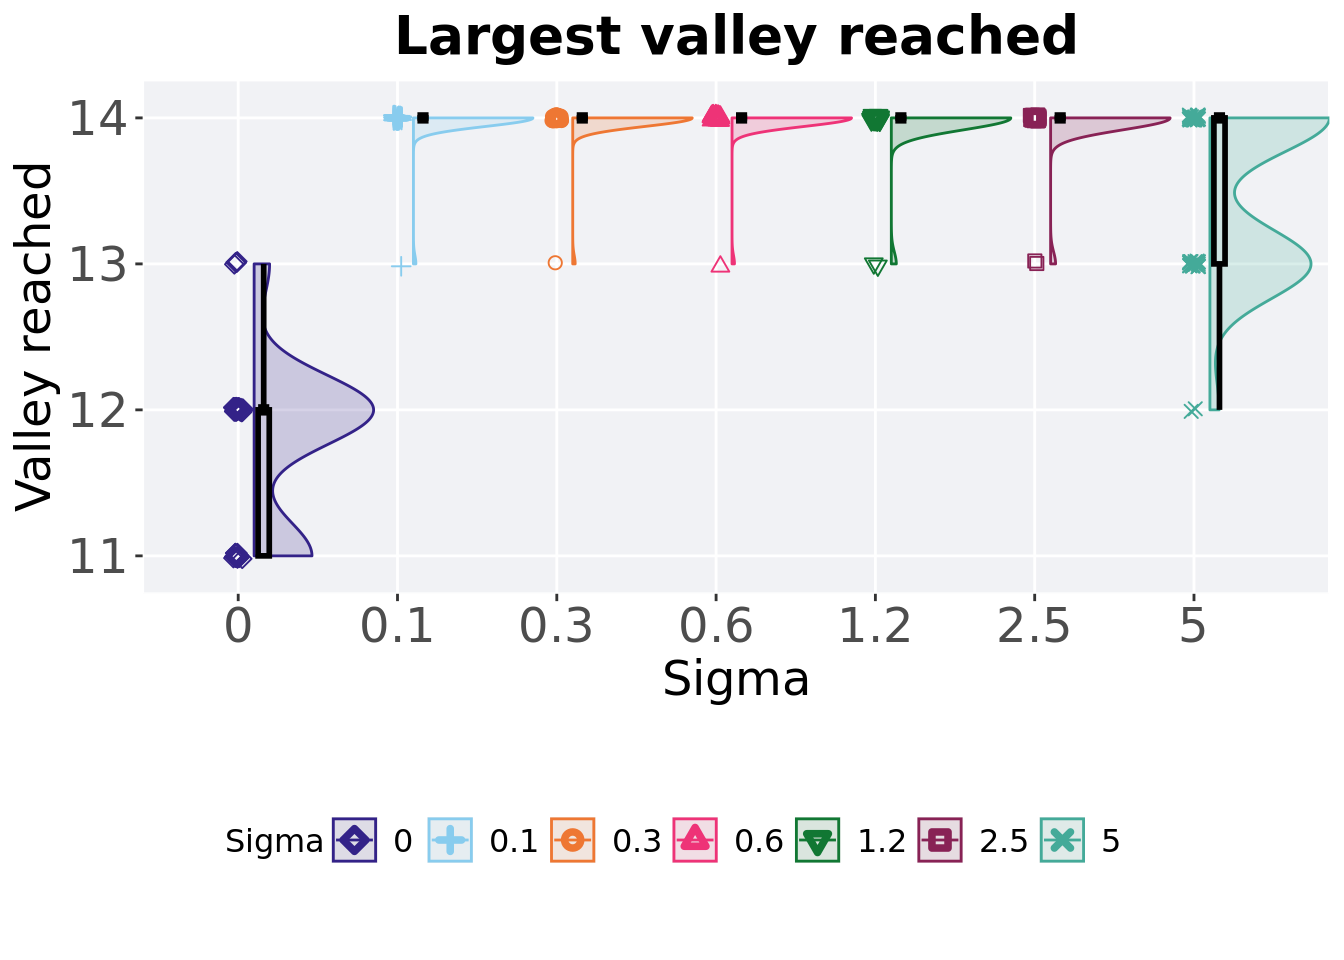 Largest valley reached
Valley reached
14
13
12
11
0 0.1 0.3 0.6 1.2 2.5 5
Sigma
Sigma 0 0.1 0.3 0.6 1.2 2.5 5